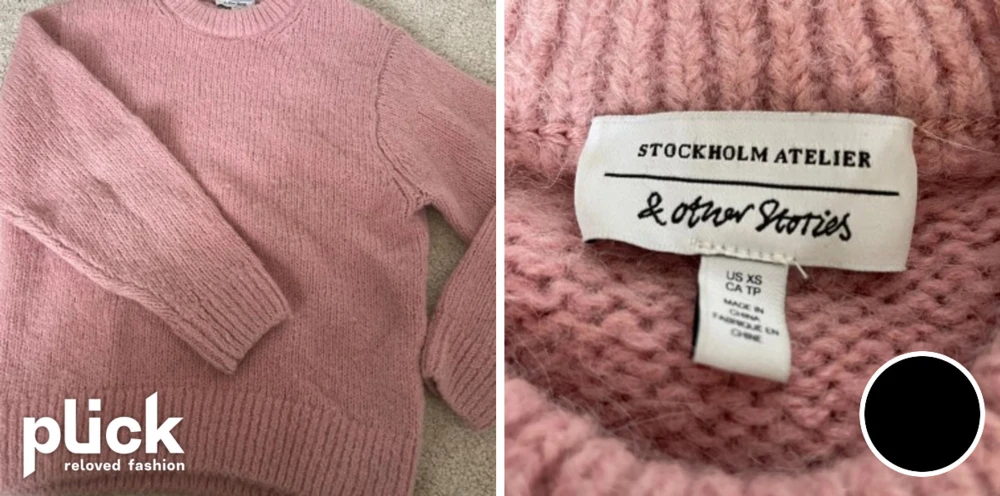 plick
reloved fashion
STOCKHOLM ATELIER
& other Stories
US XS
CA TP
MADE IN
CHINA
FABRIQUÉ EN
CHINE